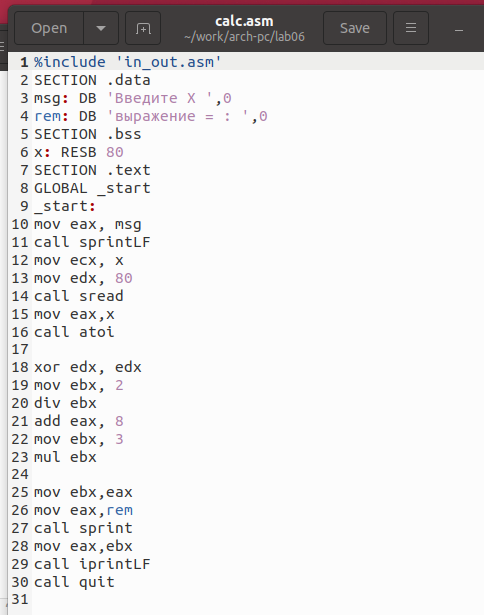 Open
calc.asm
~/work/arch-pc/lab06
Save
1 %include 'in_out.asm'
2 SECTION .data
3 msg: DB 'Введите X ',0
4 rem: DB 'выражение = : ',0
5 SECTION .bss
6 x: RESB 80
7 SECTION .text
8 GLOBAL _start
9 _start:
10 mov eax, msg
11 call sprintLF
12 mov ecx, x
13 mov edx, 80
14 call sread
15 mov eax,x
16 call atoi
17
18 xor edx, edx
19 mov ebx, 2
20 div ebx
21 add eax, 8
22 mov ebx, 3
23 mul ebx
24
25 mov ebx,eax
26 mov eax,rem
27 call sprint
28 mov eax,ebx
29 call iprintLF
30 call quit
31